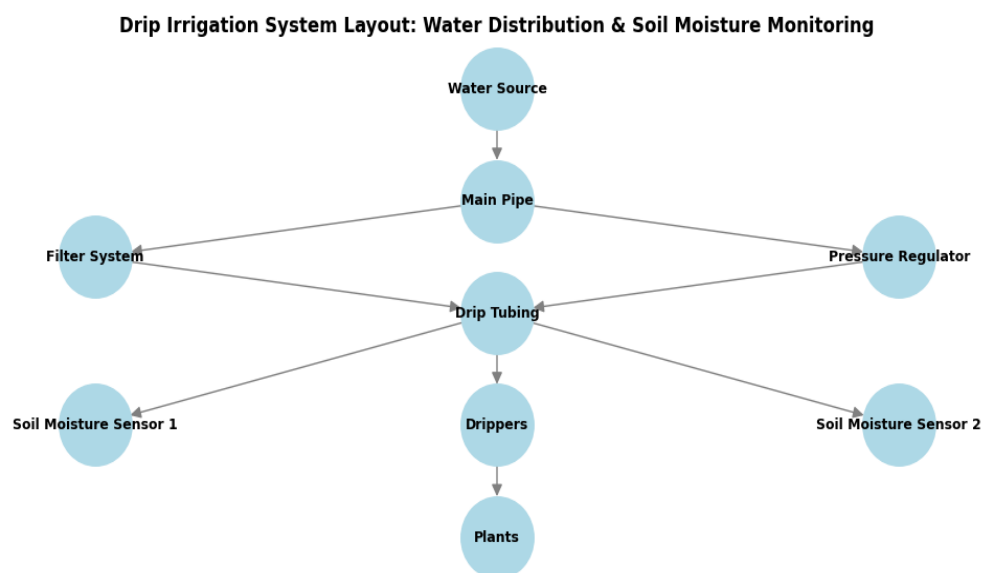 Drip Irrigation System Layout: Water Distribution & Soil Moisture Monitoring
Water Source
Main Pipe
Filter System
Pressure Regulator
Drip Tubing
Soil Moisture Sensor 1
Drippers
Soil Moisture Sensor 2
Plants